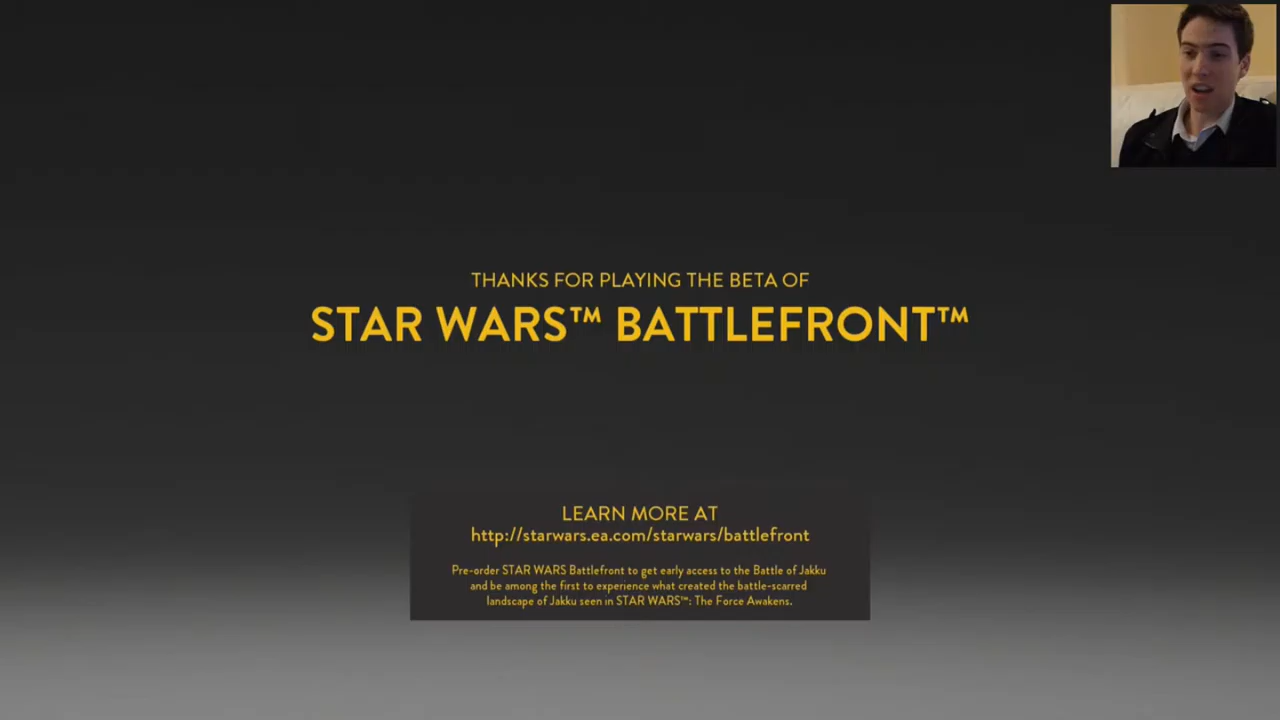 THANKS FOR PLAYING THE BETA OF
STAR WARS™ BATTLEFRONT™
LEARN MORE AT
http://starwars.ea.com/starwars/battlefront
Pre-order STAR WARS Battlefront to get early access to the Battle of Jakku
and be among the first to experience what created the battle-scarred
landscape of Jakku seen in STAR WARS™: The Force Awakens.